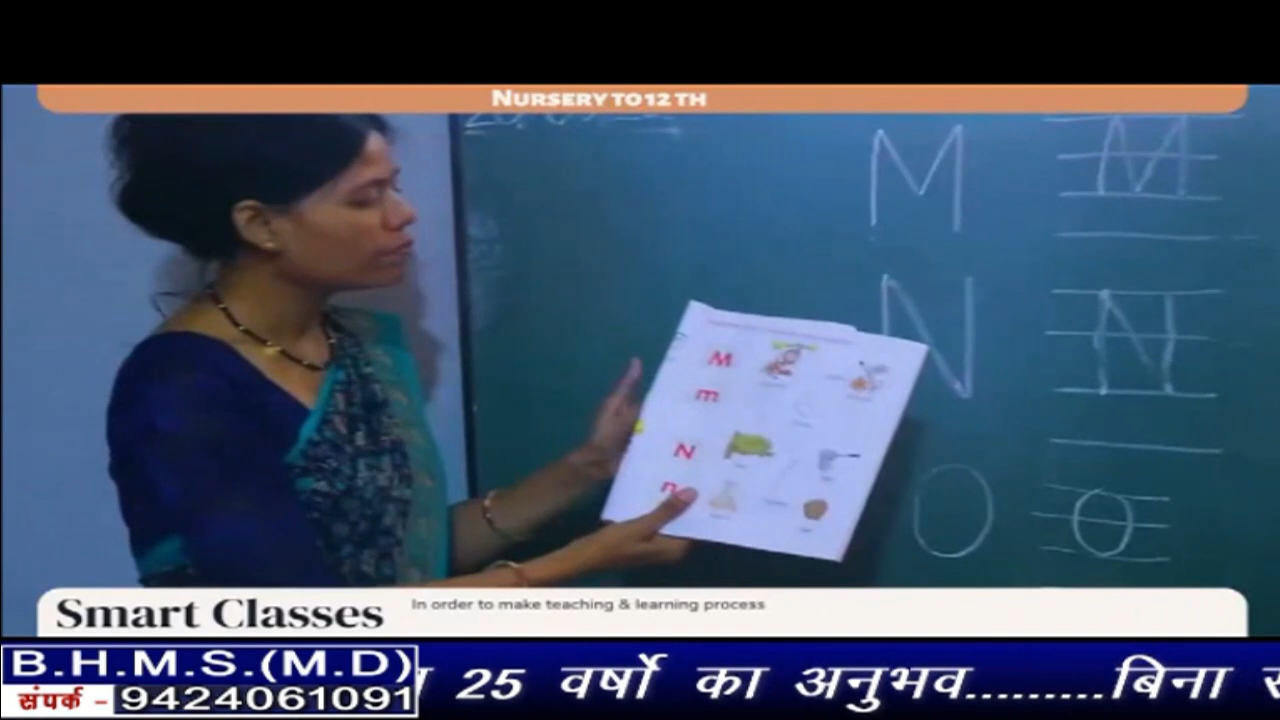 NURSERY TO 12 TH
M M
N N
O O
M
m
N
n
Smart Classes In order to make teaching & learning process
B.H.M.S.(M.D)
संपर्क - 9424061091
25 वर्षो का अनुभव.........बिना